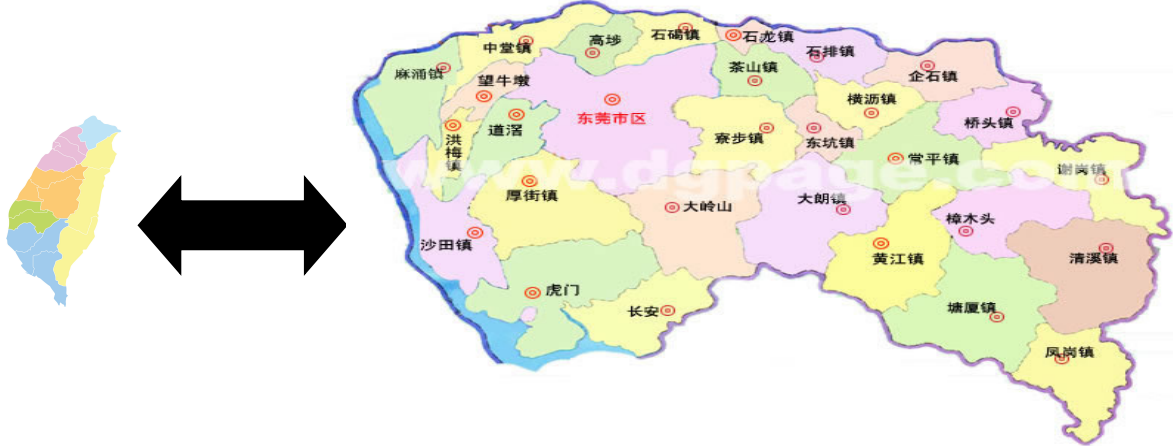 中堂镇
高埗
石碣镇
石龙镇
石排镇
麻涌镇
望牛墩
茶山镇
企石镇
横沥镇
道滘
东莞市区
洪梅镇
寮步镇
东坑镇
桥头镇
常平镇
谢岗镇
www.dgpage.com
厚街镇
大岭山
大朗镇
樟木头
沙田镇
黄江镇
清溪镇
虎门
长安
塘厦镇
凤岗镇